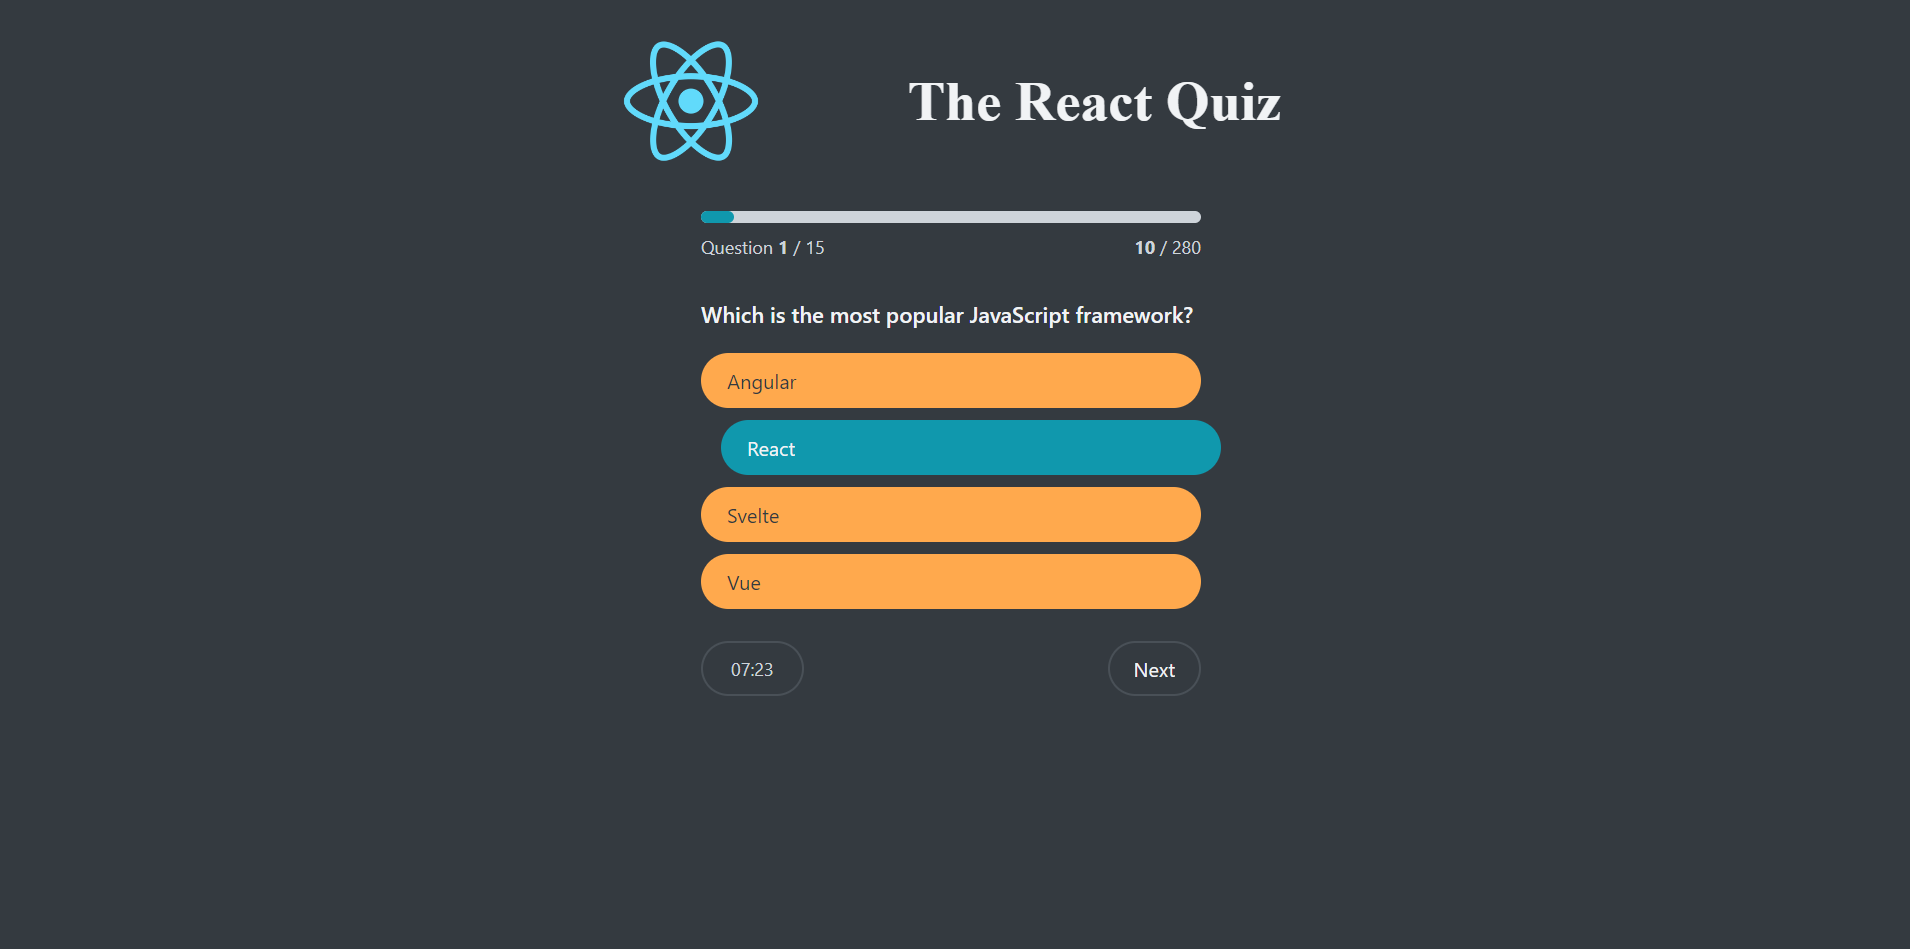 The React Quiz
Question 1 / 15
10 / 280
Which is the most popular JavaScript framework?
Angular
React
Svelte
Vue
07:23
Next